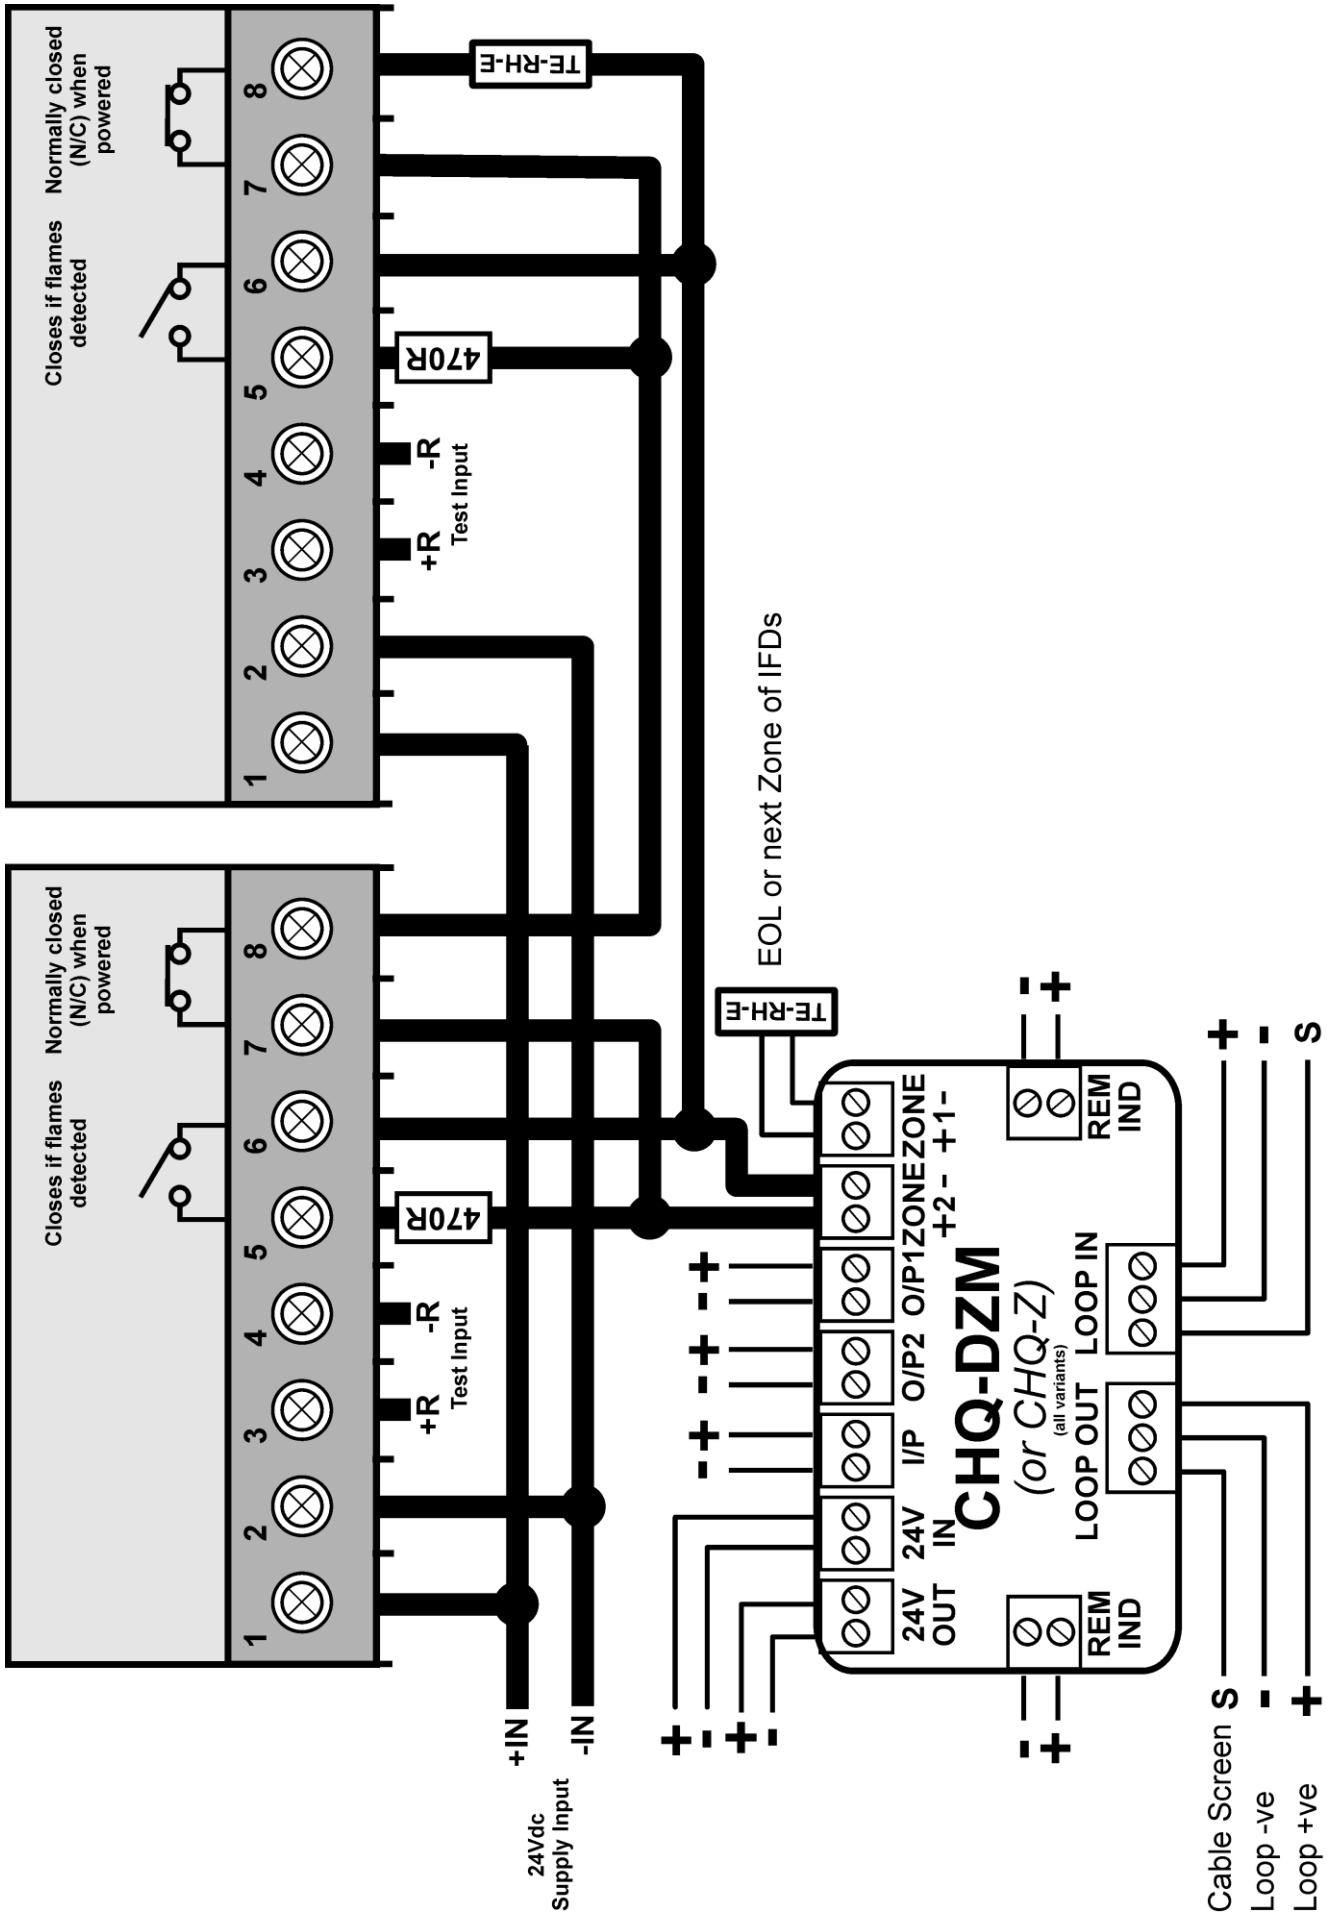 Closes if flames
detected
Normally closed
(N/C) when
powered
1
2
3
4
5
6
7
8
+R
-R
Test Input
470R
Closes if flames
detected
Normally closed
(N/C) when
powered
1
2
3
4
5
6
7
8
+R
-R
Test Input
470R
TE-RH-E
+IN
-IN
24Vdc
Supply Input
+
-
+
-
- +
- +
- +
TE-RH-E
EOL or next Zone of IFDs
24V
OUT
24V
IN
I/P
O/P2
O/P1
ZONE
+2-
ZONE
+1-
CHQ-DZM
(or CHQ-Z)
(all variants)
REM
IND
REM
IND
- 
+
-
+
LOOP OUT
LOOP IN
Cable Screen S
Loop -ve -
Loop +ve +
+
-
S